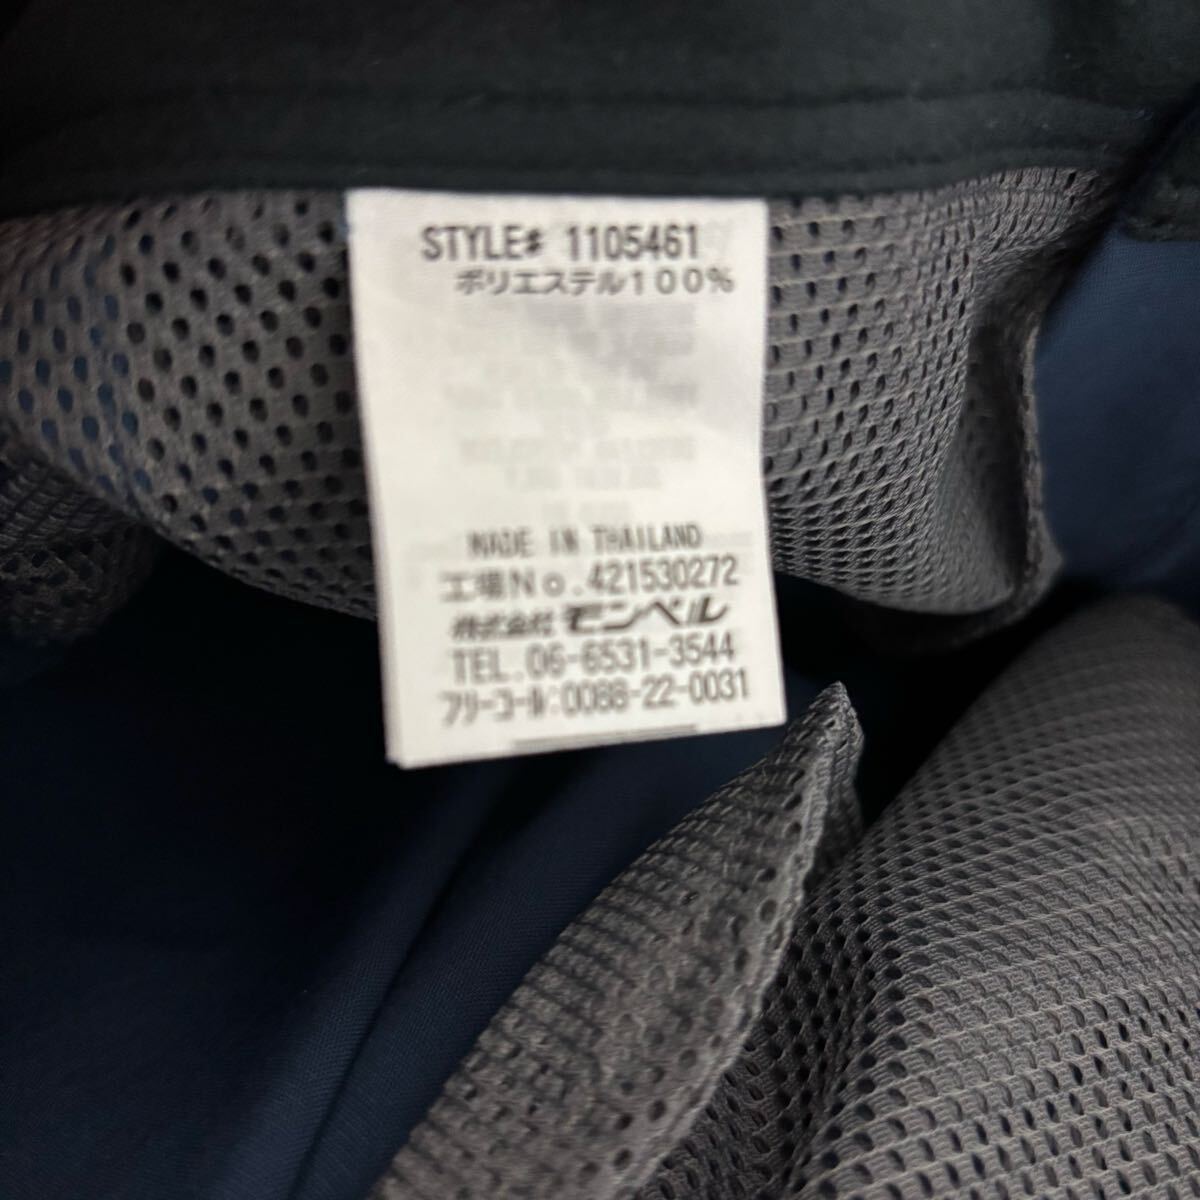 STYLE# 1105461
ポリエステル100%
MADE IN THAILAND
工場No.421530272
株式会社 モンベル
TEL.06-6531-3544
フリーコール:0088-22-0031